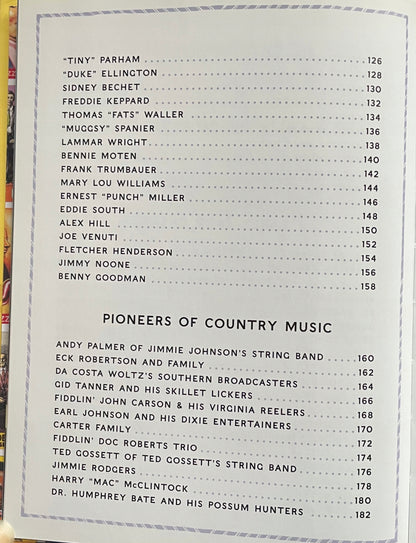 "TINY" PARHAM 126
"DUKE" ELLINGTON 128
SIDNEY BECHET 130
FREDDIE KEPPARD 132
THOMAS "FATS" WALLER 134
"MUGGSY" SPANIER 136
LAMMAR WRIGHT 138
BENNIE MOTEN 140
FRANK TRUMBAUER 142
MARY LOU WILLIAMS 144
ERNEST "PUNCH" MILLER 146
EDDIE SOUTH 148
ALEX HILL 150
JOE VENUTI 152
FLETCHER HENDERSON 154
JIMMY NOONE 156
BENNY GOODMAN 158
PIONEERS OF COUNTRY MUSIC
ANDY PALMER OF JIMMIE JOHNSON'S STRING BAND 160
ECK ROBERTSON AND FAMILY 162
DA COSTA WOLTZ'S SOUTHERN BROADCASTERS 164
GID TANNER AND HIS SKILLET LICKERS 166
FIDDLIN' JOHN CARSON & HIS VIRGINIA REELERS 168
EARL JOHNSON AND HIS DIXIE ENTERTAINERS 170
CARTER FAMILY 172
FIDDLIN' DOC ROBERTS TRIO 174
TED GOSSETT OF TED GOSSETT'S STRING BAND 176
JIMMIE RODGERS 178
HARRY "MAC" McCLINTOCK 180
DR. HUMPHREY BATE AND HIS POSSUM HUNTERS 182